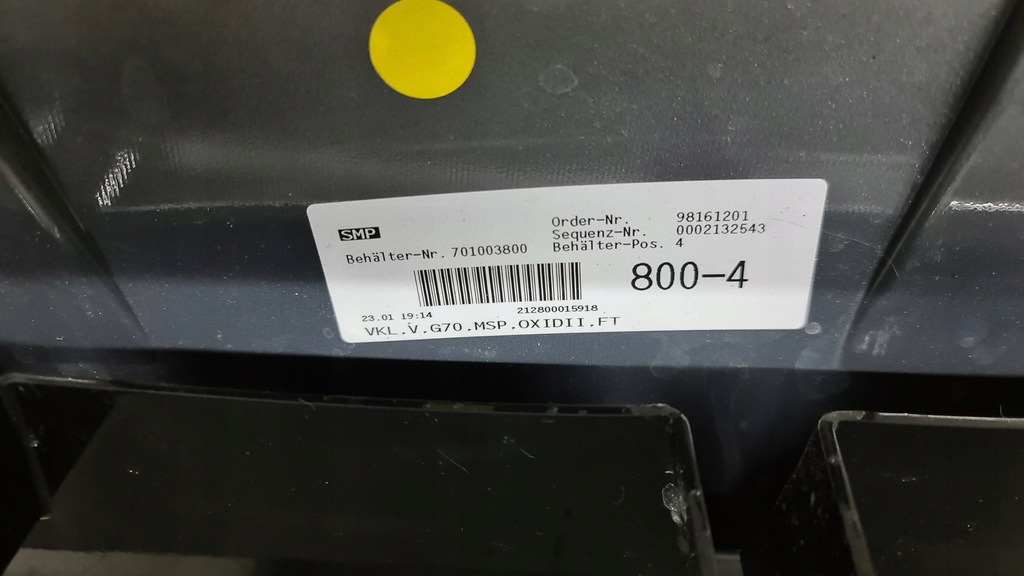 SMP
Order-Nr. 98161201
Sequenz-Nr. 0002132543
Behälter-Nr. 701003800
Behälter-Pos. 4
800-4
23.01 19:14
212800015918
VKL.V.G70.MSP.OXIDII.FT